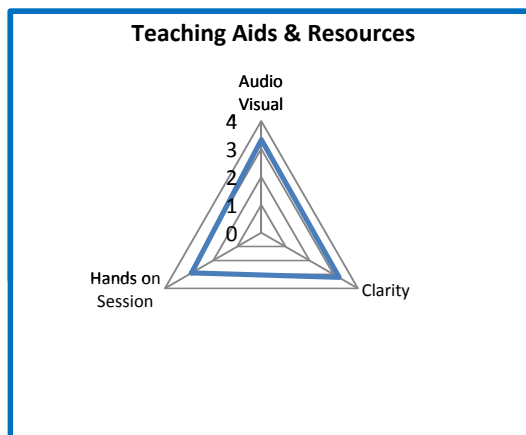 Teaching Aids & Resources
Audio
Visual
4
3
2
1
0
Hands on
Session
Clarity